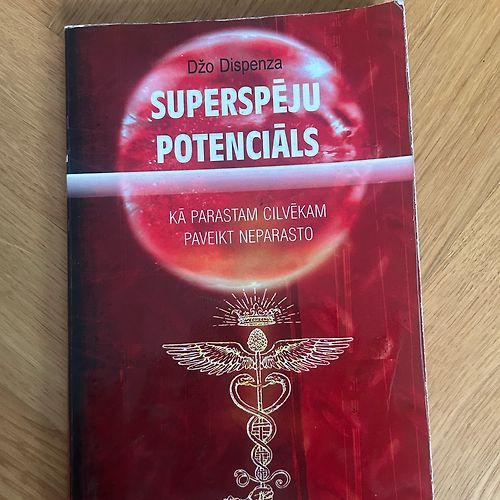 Džo Dispenza
SUPERSPĒJU
POTENCIĀLS
KĀ PARASTAM CILVĒKAM
PAVEIKT NEPARASTO